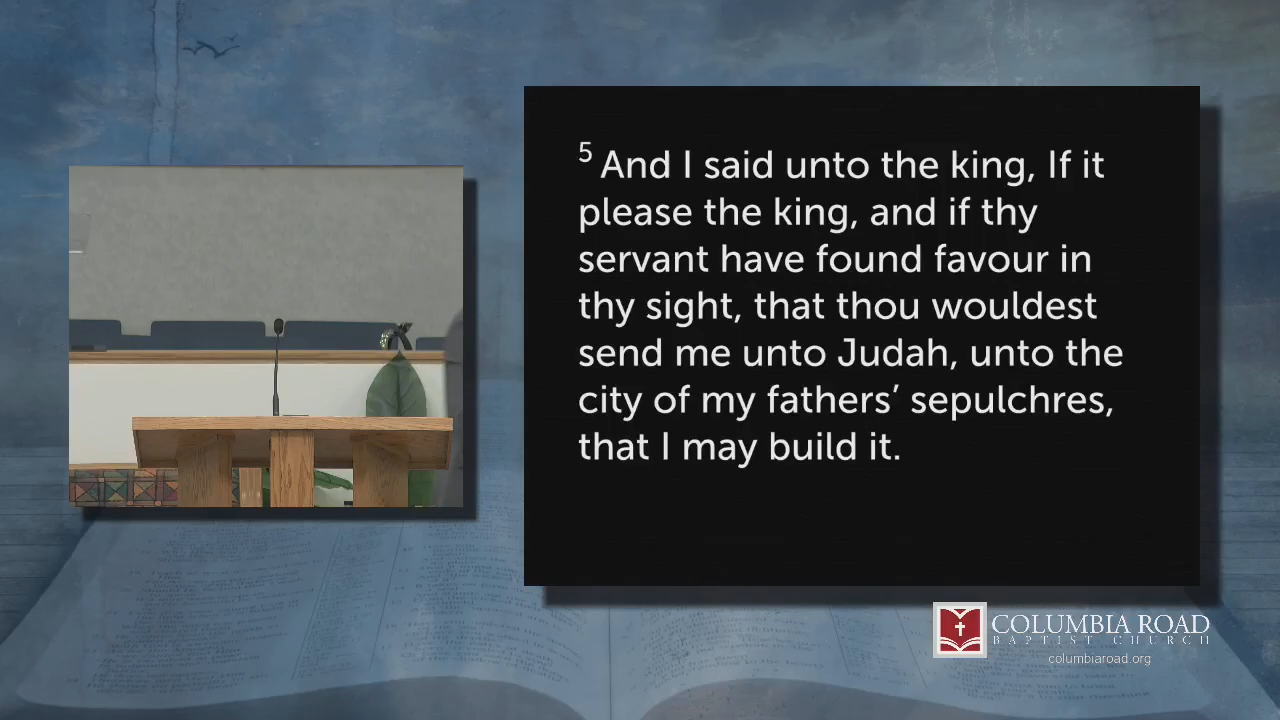 5 And I said unto the king, If it
please the king, and if thy
servant have found favour in
thy sight, that thou wouldest
send me unto Judah, unto the
city of my fathers’ sepulchres,
that I may build it.
COLUMBIA ROAD
BAPTIST CHURCH
columbiaroad.org